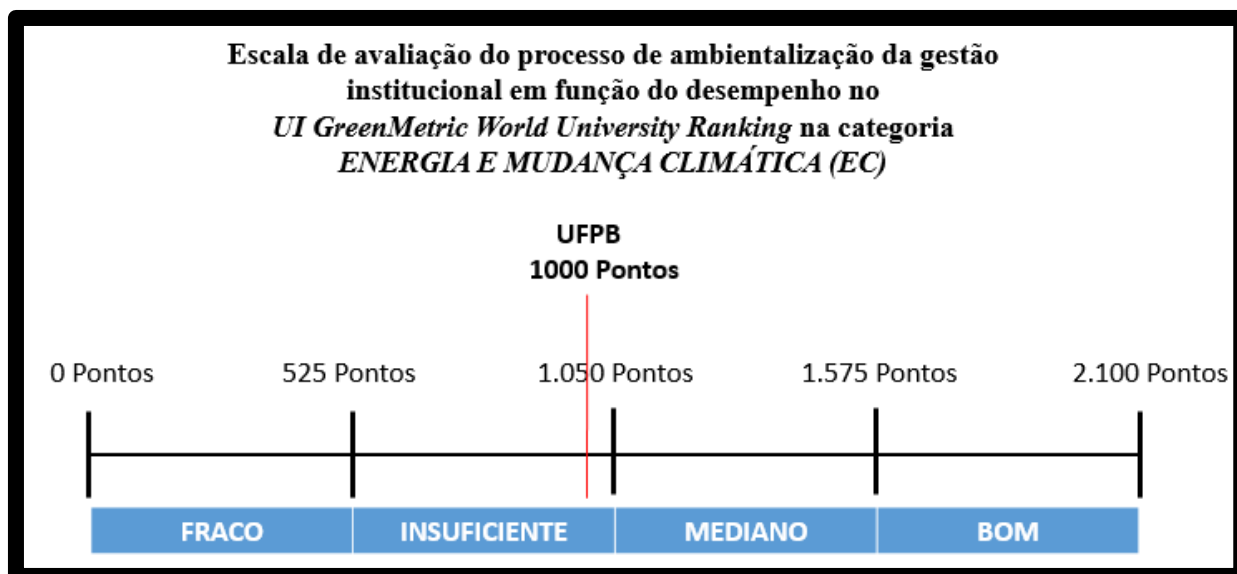 Escala de avaliação do processo de ambientalização da gestão
institucional em função do desempenho no
UI GreenMetric World University Ranking na categoria
ENERGIA E MUDANÇA CLIMÁTICA (EC)
UFPB
1000 Pontos
0 Pontos 525 Pontos 1.050 Pontos 1.575 Pontos 2.100 Pontos
FRACO INSUFICIENTE MEDIANO BOM